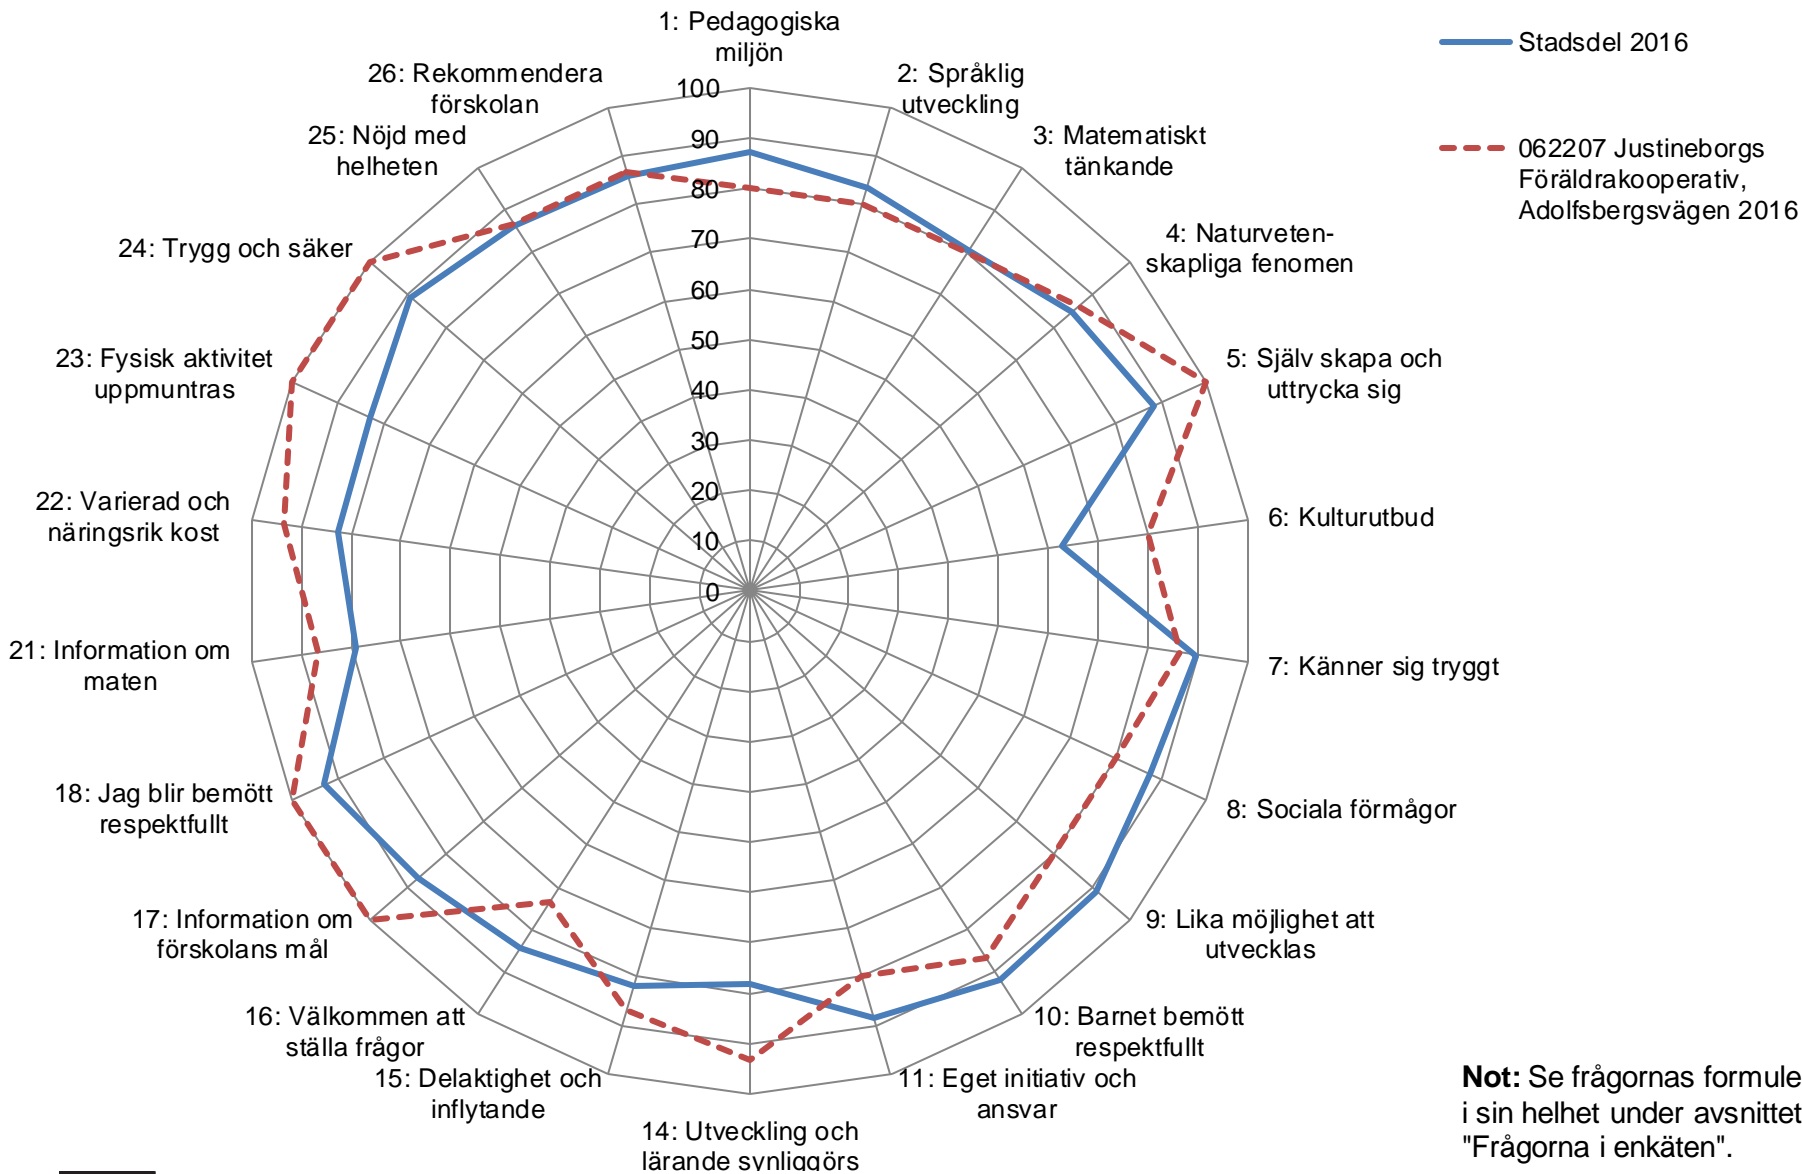 1: Pedagogiska
miljön
2: Språklig
utveckling
3: Matematiskt
tänkande
4: Naturveten-
skapliga fenomen
5: Själv skapa och
uttrycka sig
6: Kulturutbud
7: Känner sig tryggt
8: Sociala förmågor
9: Lika möjlighet att
utvecklas
10: Barnet bemött
respektfullt
11: Eget initiativ och
ansvar
14: Utveckling och
lärande synliggörs
15: Delaktighet och
inflytande
16: Välkommen att
ställa frågor
17: Information om
förskolans mål
18: Jag blir bemött
respektfullt
21: Information om
maten
22: Varierad och
näringsrik kost
23: Fysisk aktivitet
uppmuntras
24: Trygg och säker
25: Nöjd med
helheten
26: Rekommendera
förskolan
100
90
80
70
60
50
40
30
20
10
0
Stadsdel 2016
062207 Justineborgs
Föräldrakooperativ,
Adolfsbergsvägen 2016
Not: Se frågornas formule
i sin helhet under avsnittet
"Frågorna i enkäten".